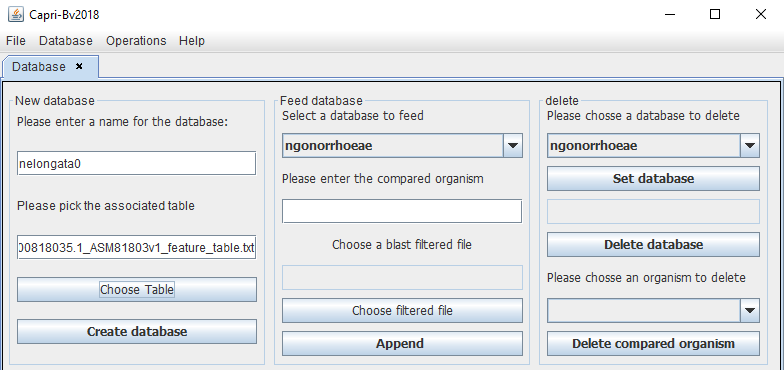 Capri-Bv2018
File Database Operations Help
Database ×
New database
Please enter a name for the database:
nelongata0
Please pick the associated table
00818035.1_ASM81803v1_feature_table.txt
Choose Table
Create database
Feed database
Select a database to feed
ngonorrhoeae
Please enter the compared organism
Choose a blast filtered file
Choose filtered file
Append
delete
Please choose a database to delete
ngonorrhoeae
Set database
Delete database
Please chosse an organism to delete
Delete compared organism